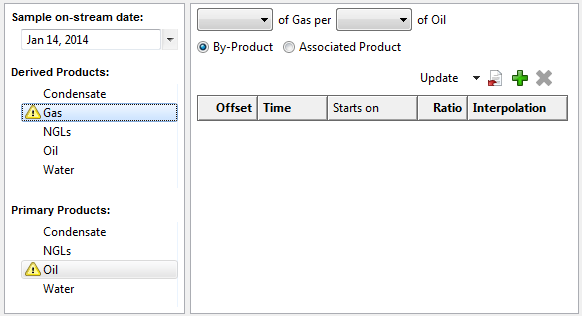 Sample on-stream date:
Jan 14, 2014
Derived Products:
Condensate
Gas
NGLs
Oil
Water
Primary Products:
Condensate
NGLs
Oil
Water
of Gas per of Oil
By-Product Associated Product
Update
Offset Time Starts on Ratio Interpolation